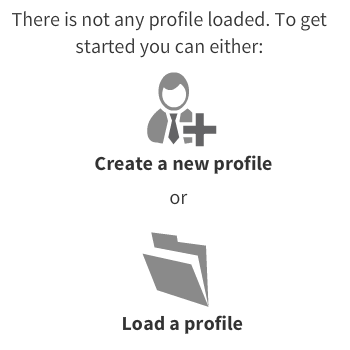 There is not any profile loaded. To get
started you can either:
Create a new profile
or
Load a profile